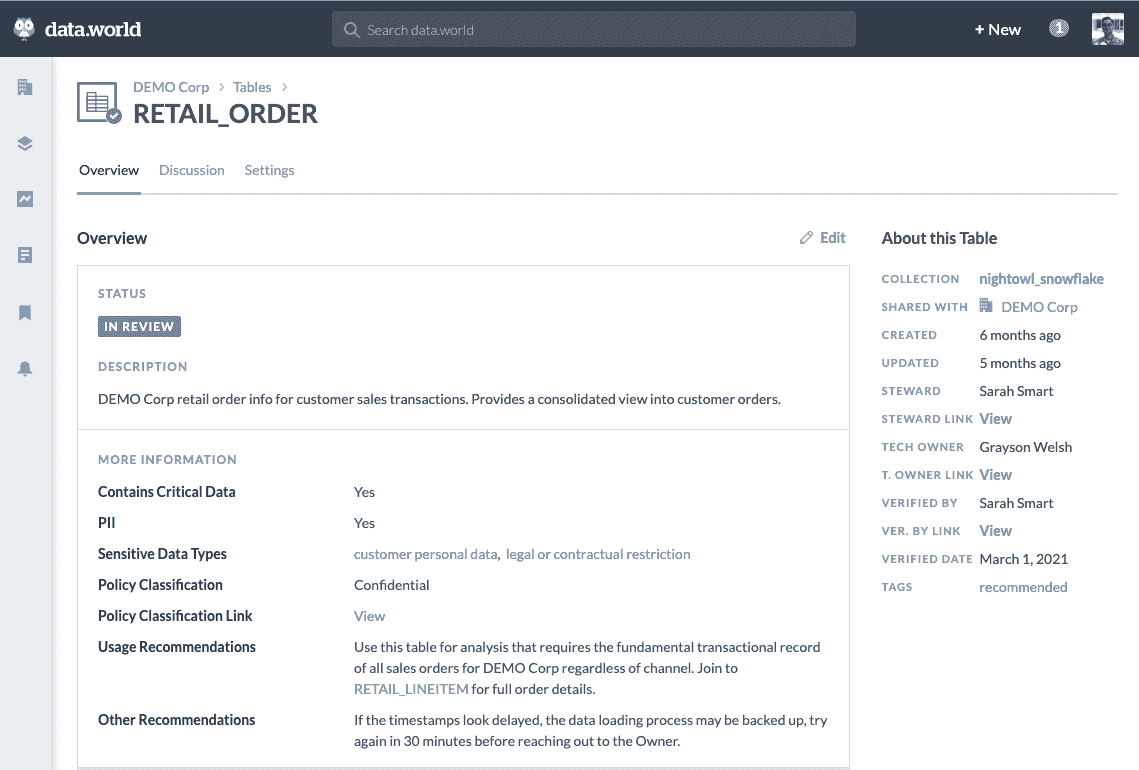 data.world
Search data.world
+ New
1
DEMO Corp > Tables >
RETAIL_ORDER
Overview Discussion Settings
Overview
Edit
STATUS
IN REVIEW
DESCRIPTION
DEMO Corp retail order info for customer sales transactions. Provides a consolidated view into customer orders.
MORE INFORMATION
Contains Critical Data Yes
PII Yes
Sensitive Data Types customer personal data, legal or contractual restriction
Policy Classification Confidential
Policy Classification Link View
Usage Recommendations Use this table for analysis that requires the fundamental transactional record
of all sales orders for DEMO Corp regardless of channel. Join to
RETAIL_LINEITEM for full order details.
Other Recommendations If the timestamps look delayed, the data loading process may be backed up, try
again in 30 minutes before reaching out to the Owner.
About this Table
COLLECTION nightowl_snowflake
SHARED WITH DEMO Corp
CREATED 6 months ago
UPDATED 5 months ago
STEWARD Sarah Smart
STEWARD LINK View
TECH OWNER Grayson Welsh
T. OWNER LINK View
VERIFIED BY Sarah Smart
VER. BY LINK View
VERIFIED DATE March 1, 2021
TAGS recommended